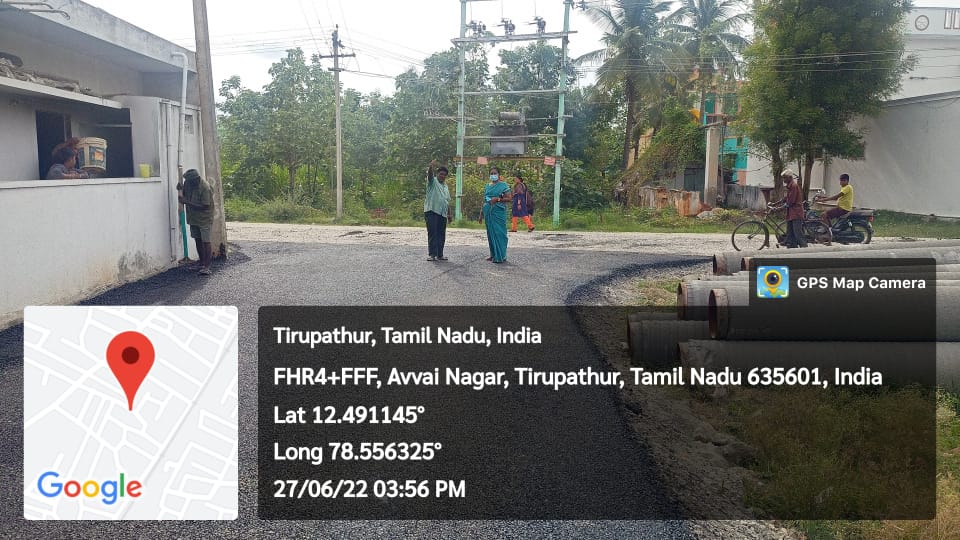 GPS Map Camera
Tirupathur, Tamil Nadu, India
FHR4+FFF, Avvai Nagar, Tirupathur, Tamil Nadu 635601, India
Lat 12.491145°
Long 78.556325°
27/06/22 03:56 PM
Google